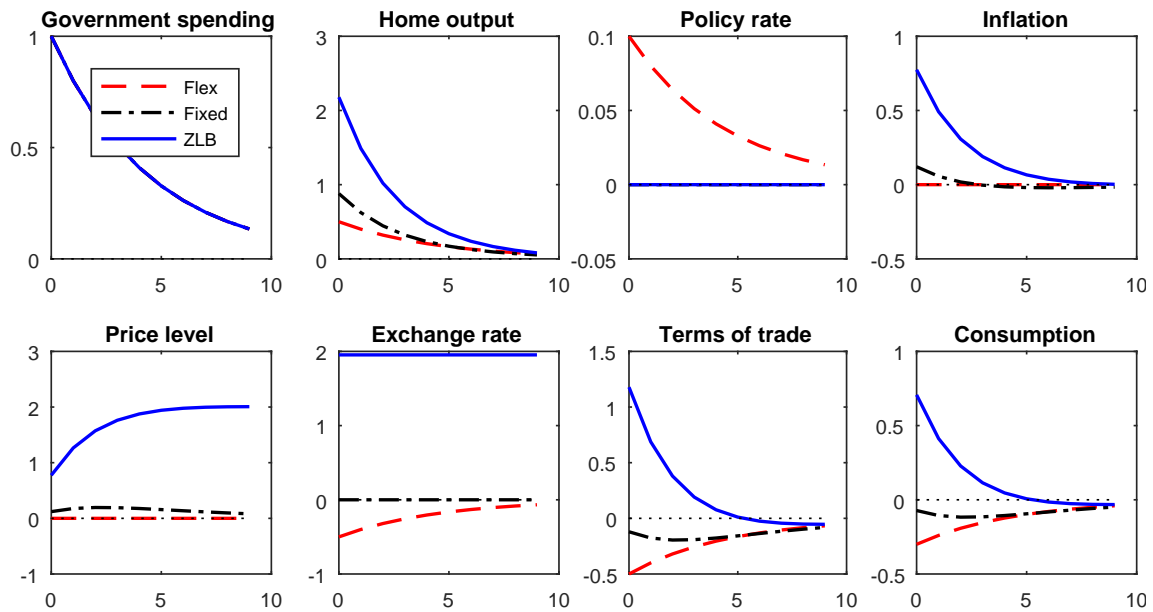 Government spending
1
0.5
0
0 5 10
Flex
Fixed
ZLB
Home output
3
2
1
0
0 5 10
Policy rate
0.1
0.05
0
-0.05
0 5 10
Inflation
1
0.5
0
-0.5
0 5 10
Price level
3
2
1
0
-1
0 5 10
Exchange rate
2
1
0
-1
0 5 10
Terms of trade
1.5
1
0.5
0
-0.5
0 5 10
Consumption
1
0.5
0
-0.5
0 5 10